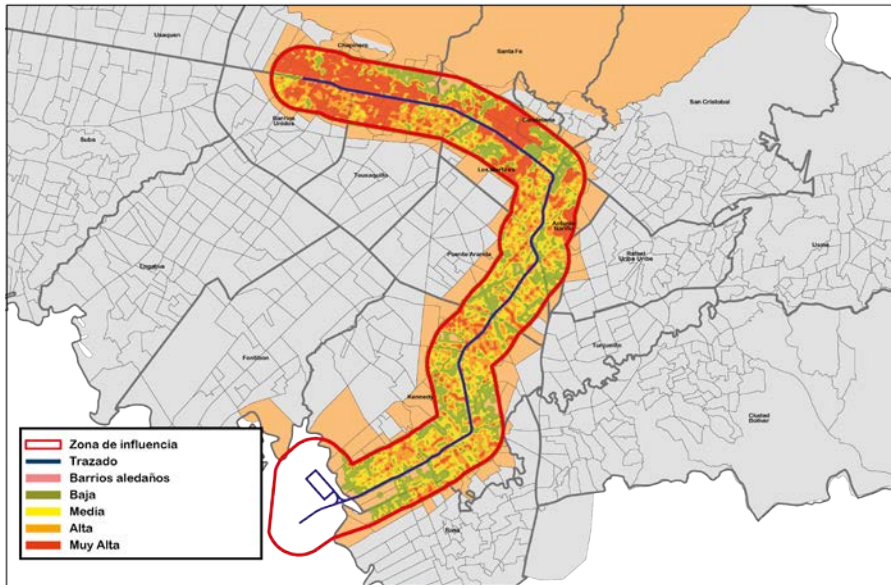 Usaquen
Chapinero
Santa Fe
San Cristobal
Candelaria
Barrios
Unidos
Suba
Los Martires
Teusaquillo
Antonio
Nariño
Puente Aranda
Rafael
Uribe Uribe
Usme
Engativa
Tunjuelito
Fontibon
Kennedy
Ciudad
Bolivar
Bosa
Zona de influencia
Trazado
Barrios aledaños
Baja
Media
Alta
Muy Alta